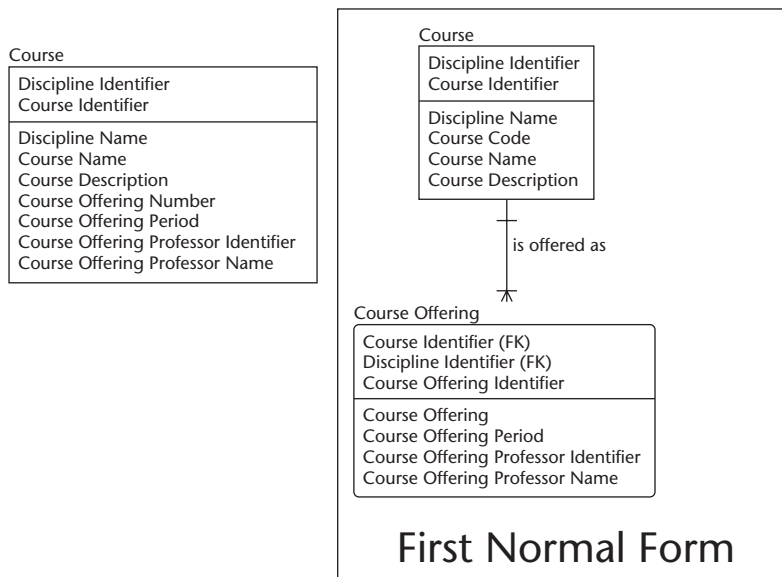 Course
Discipline Identifier
Course Identifier
Discipline Name
Course Name
Course Description
Course Offering Number
Course Offering Period
Course Offering Professor Identifier
Course Offering Professor Name
Course
Discipline Identifier
Course Identifier
Discipline Name
Course Code
Course Name
Course Description
is offered as
Course Offering
Course Identifier (FK)
Discipline Identifier (FK)
Course Offering Identifier
Course Offering
Course Offering Period
Course Offering Professor Identifier
Course Offering Professor Name
First Normal Form